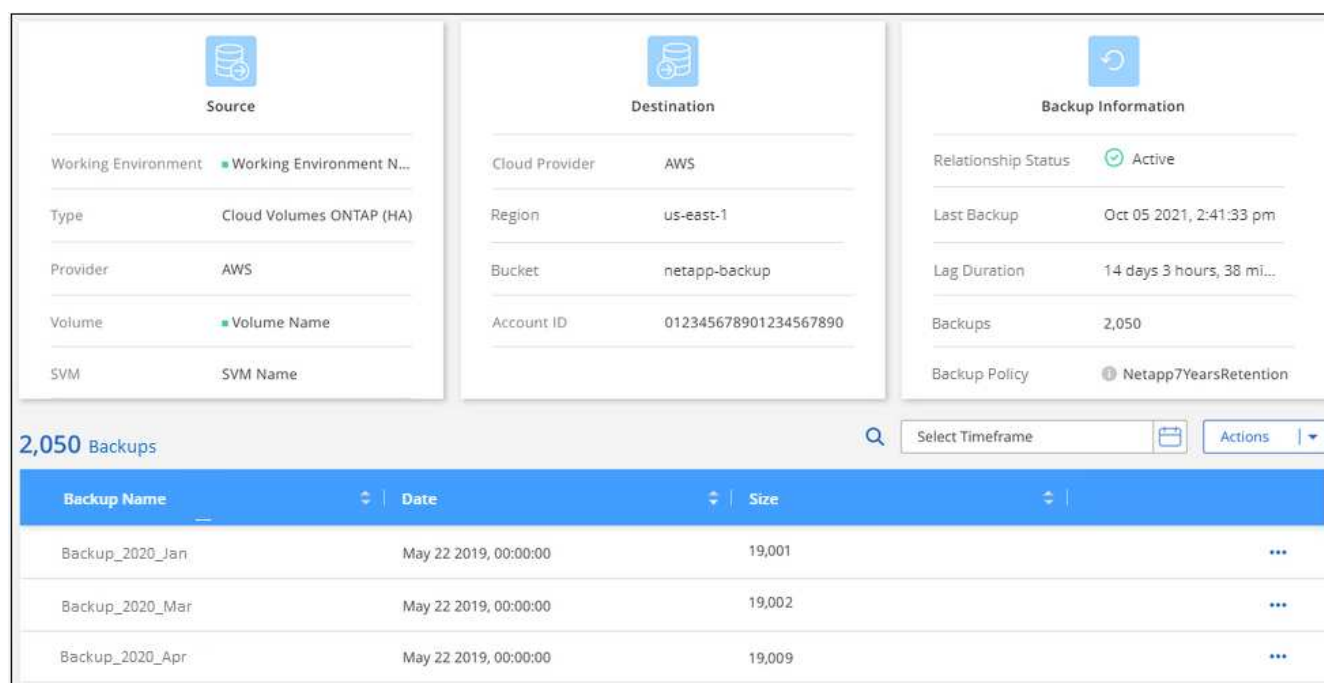 Source
Working Environment Working Environment N...
Type Cloud Volumes ONTAP (HA)
Provider AWS
Volume Volume Name
SVM SVM Name
Destination
Cloud Provider AWS
Region us-east-1
Bucket netapp-backup
Account ID 012345678901234567890
Backup Information
Relationship Status Active
Last Backup Oct 05 2021, 2:41:33 pm
Lag Duration 14 days 3 hours, 38 mi...
Backups 2,050
Backup Policy Netapp7YearsRetention
2,050 Backups
Select Timeframe
Actions
Backup Name Date Size
Backup_2020_Jan May 22 2019, 00:00:00 19,001
Backup_2020_Mar May 22 2019, 00:00:00 19,002
Backup_2020_Apr May 22 2019, 00:00:00 19,009